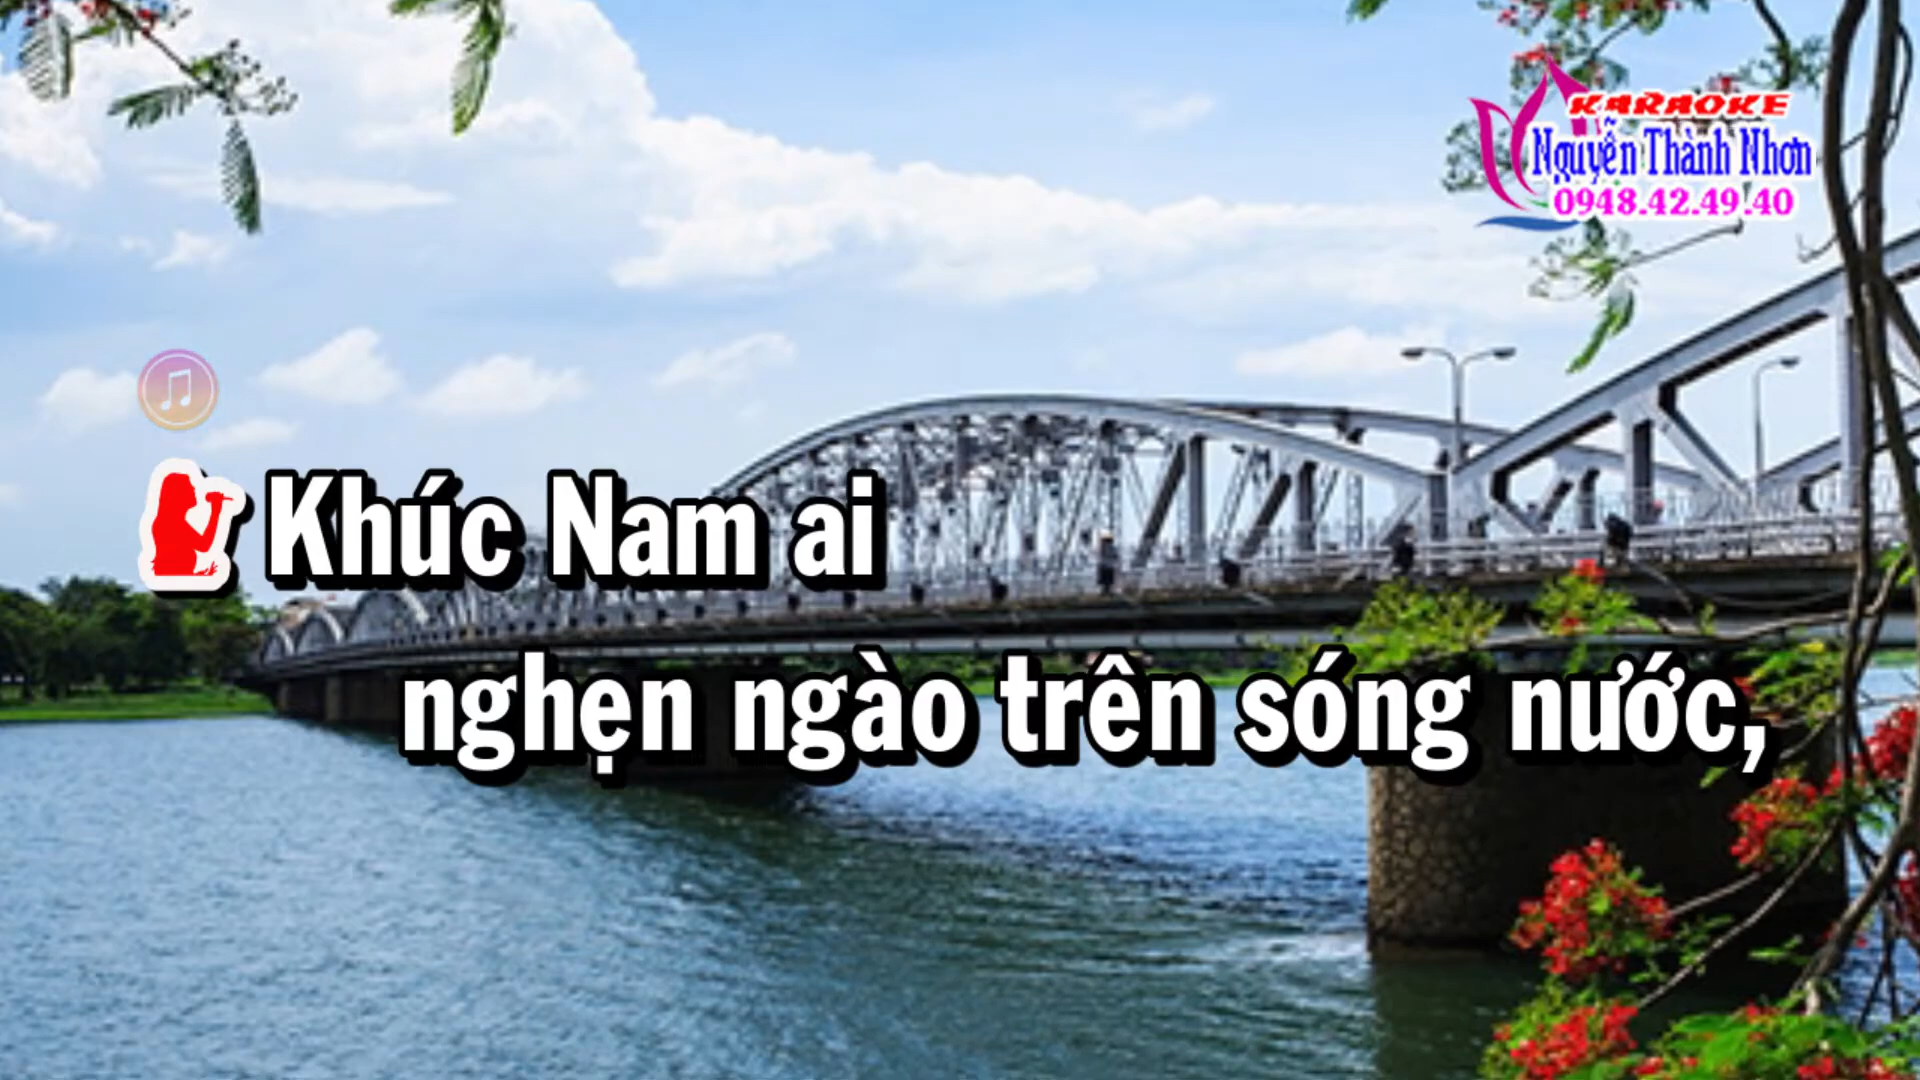 KARAOKE
Nguyễn Thành Nhơn
0948.42.49.40
Khúc Nam ai
nghẹn ngào trên sóng nước,